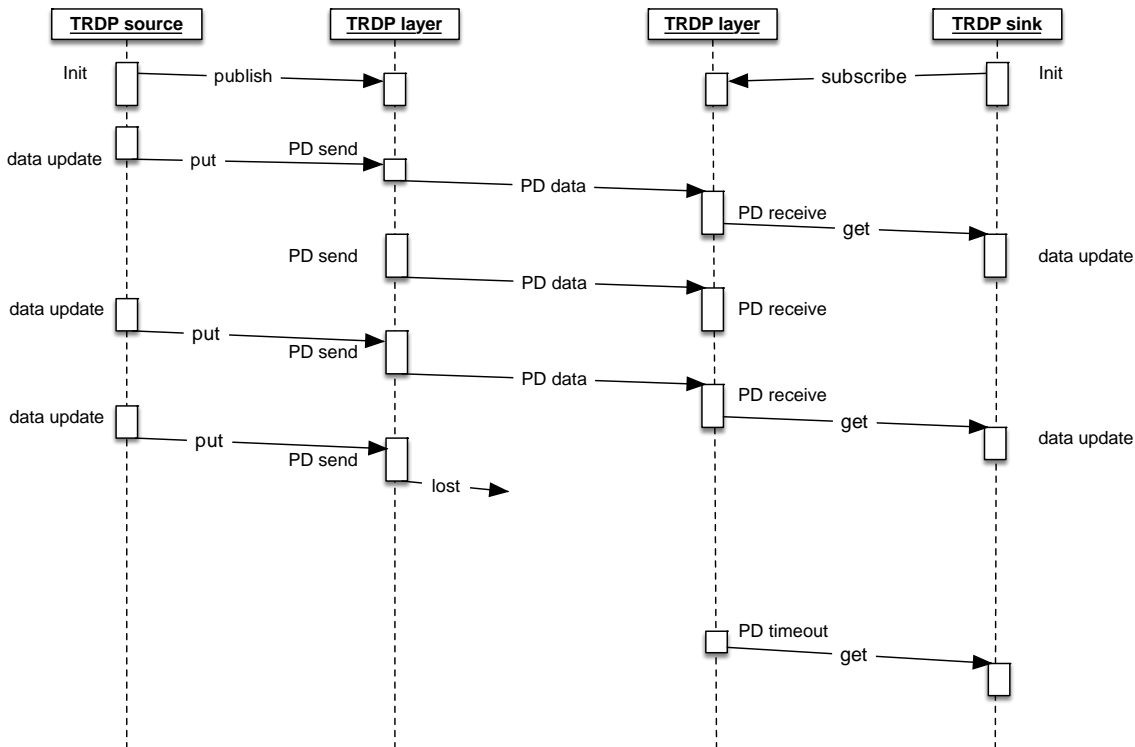 TRDP source
TRDP layer
TRDP layer
TRDP sink
Init
publish
subscribe
Init
data update
put
PD send
PD data
PD receive
get
data update
PD send
PD data
PD receive
data update
put
PD send
PD data
PD receive
get
data update
data update
put
PD send
lost
PD timeout
get